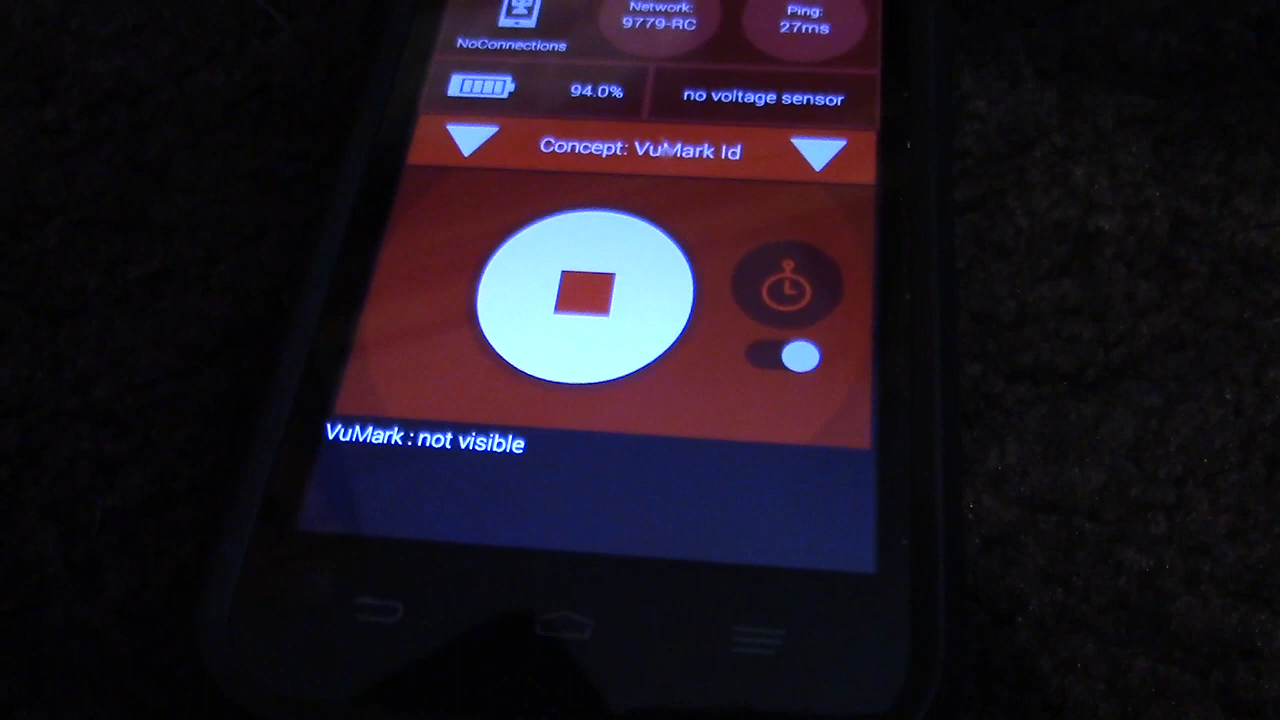 Network:
9779-RC
Ping:
27ms
NoConnections
94.0%
no voltage sensor
Concept: VuMark Id
VuMark : not visible